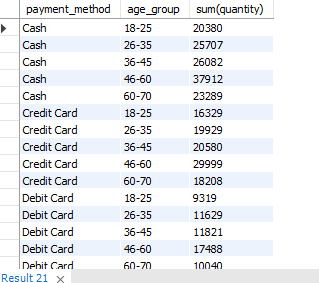 payment_method age_group sum(quantity)
Cash 18-25 20380
Cash 26-35 25707
Cash 36-45 26082
Cash 46-60 37912
Cash 60-70 23289
Credit Card 18-25 16329
Credit Card 26-35 19929
Credit Card 36-45 20580
Credit Card 46-60 29999
Credit Card 60-70 18208
Debit Card 18-25 9319
Debit Card 26-35 11629
Debit Card 36-45 11821
Debit Card 46-60 17488
Debit Card 60-70 10040
Result 21